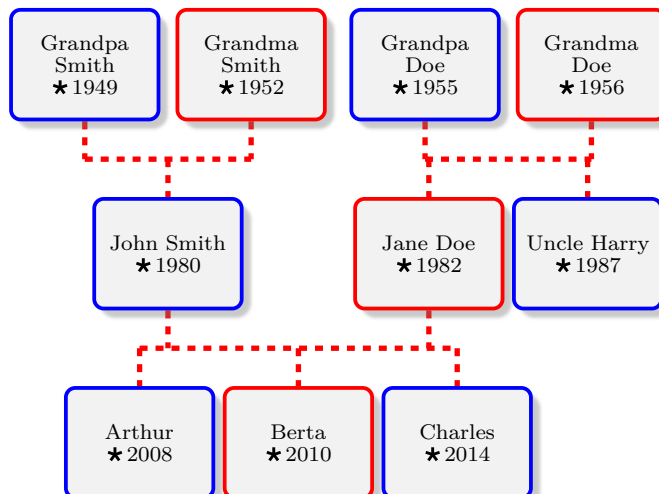 Grandpa
Smith
★1949
Grandma
Smith
★1952
Grandpa
Doe
★1955
Grandma
Doe
★1956
John Smith
★1980
Jane Doe
★1982
Uncle Harry
★1987
Arthur
★2008
Berta
★2010
Charles
★2014